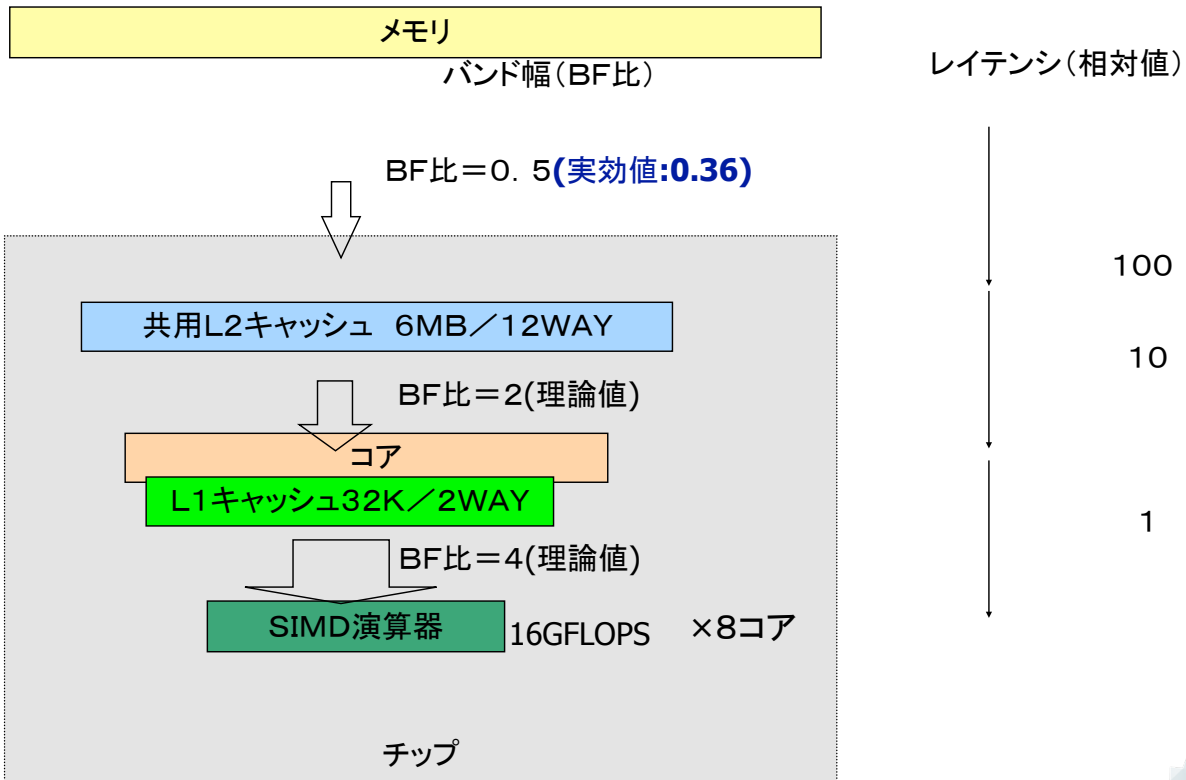 メモリ
バンド幅(BF比)
レイテンシ(相対値)
BF比=0.5(実効値:0.36)
100
共用L2キャッシュ 6MB/12WAY
10
BF比=2(理論値)
コア
L1キャッシュ32K/2WAY
1
BF比=4(理論値)
SIMD演算器 16GFLOPS ×8コア
チップ